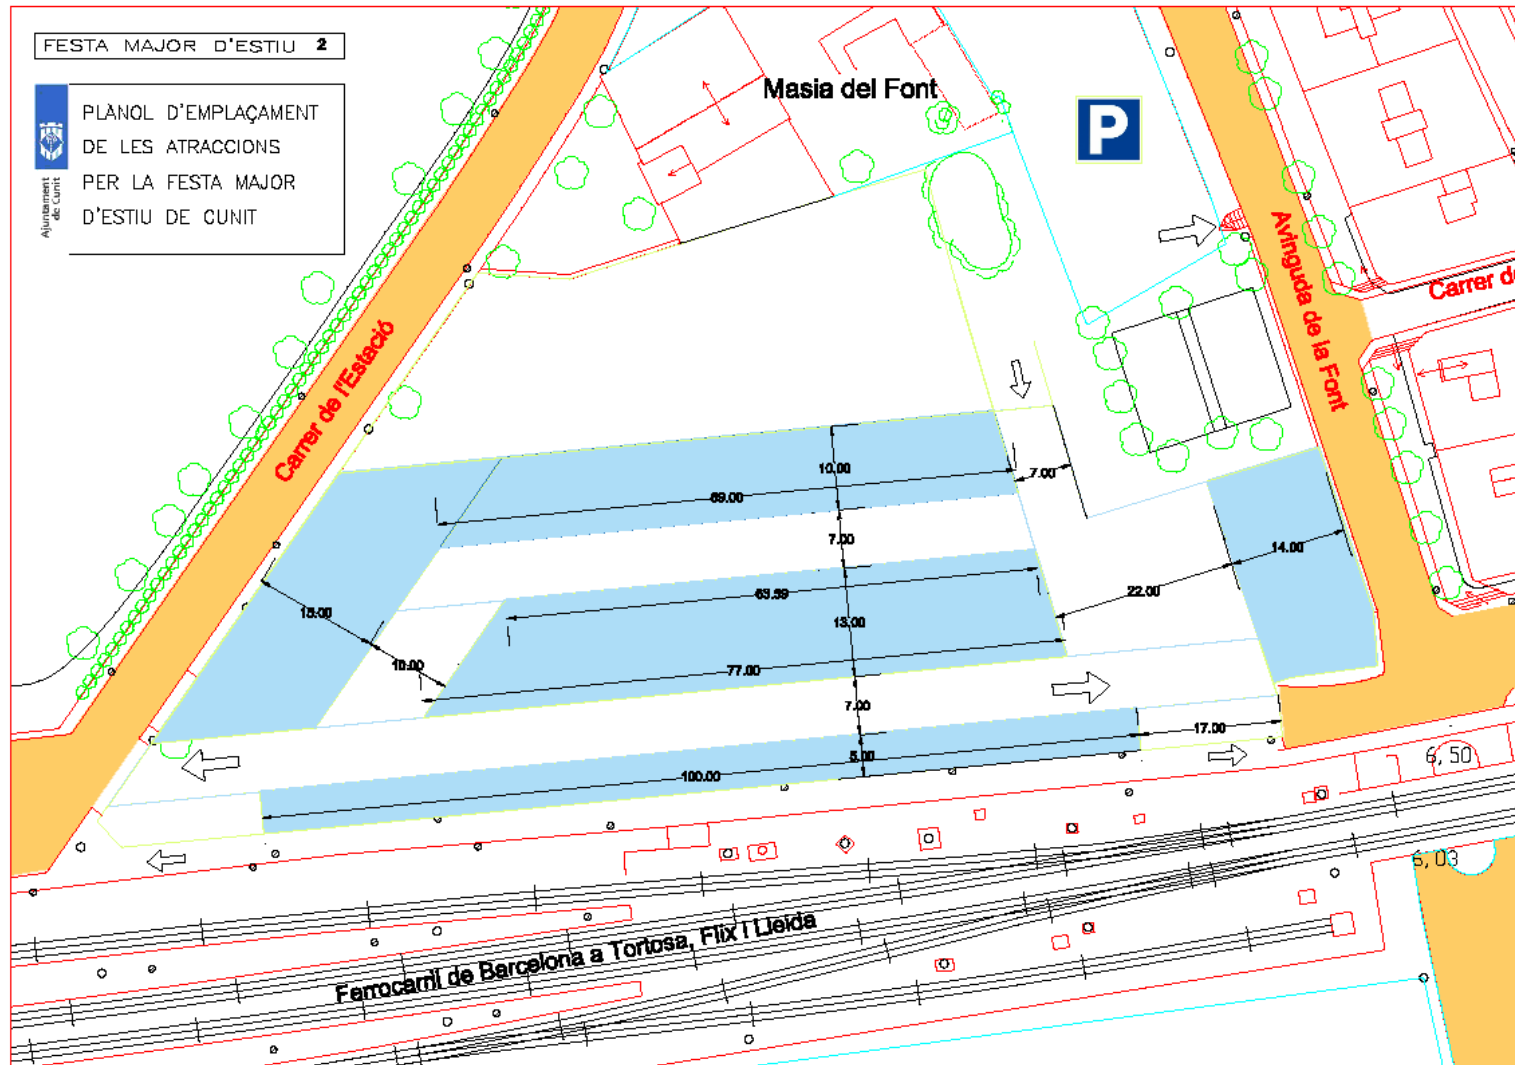 FESTA MAJOR D'ESTIU 2
PLÀNOL D'EMPLAÇAMENT
DE LES ATRACCIONS
PER LA FESTA MAJOR
D'ESTIU DE CUNIT
Ajuntament
de Cunit
Masia del Font
P
Avinguda de la Font
Carrer de
Carrer de l'Estació
10.00
69.00
7.00
7.00
14.00
63.39
22.00
15.00
13.00
10.00
77.00
7.00
17.00
5.00
100.00
6,50
6,03
Ferrocarril de Barcelona a Tortosa, Flix i Lleida